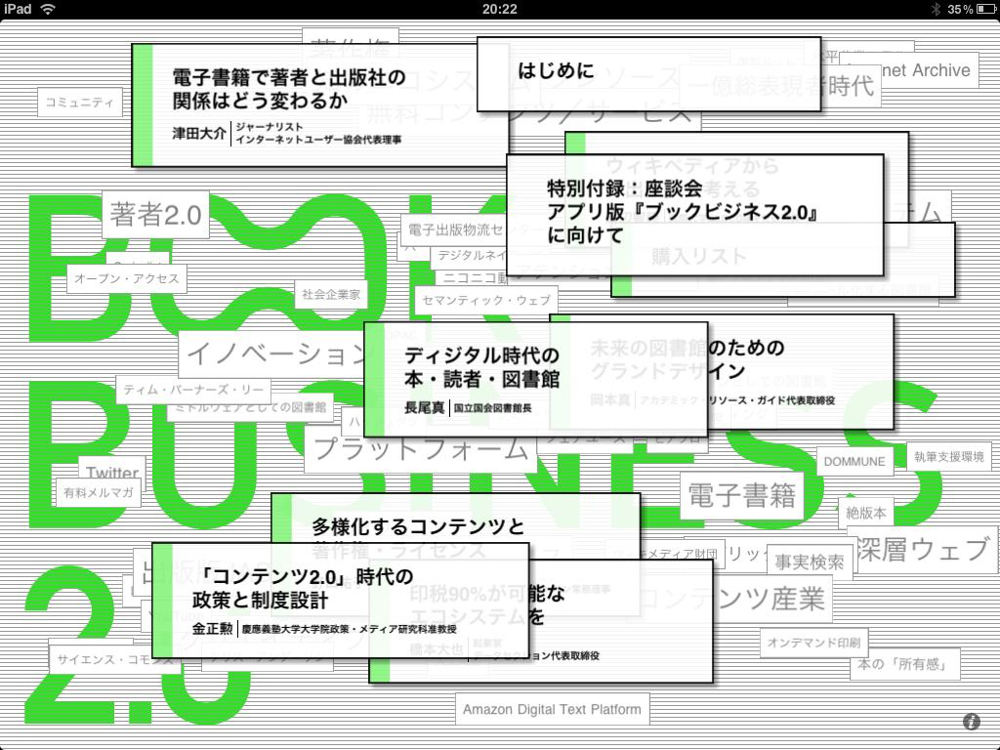 iPad
20:22
35%
電子書籍で著者と出版社の
関係はどう変わるか
津田大介
ジャーナリスト
インターネットユーザー協会代表理事
はじめに
コミュニティ
無料コンテンツ／サービス
一億総表現者時代
net Archive
ウィキペディアから
特別付録：座談会
アプリ版『ブックビジネス2.0』
に向けて
購入リスト
著者2.0
電子出版物流セ
デジタルネイ
ニコニコ動
セマンティック・ウェブ
オープン・アクセス
社会企業家
イノベーション
ディジタル時代の
本・読者・図書館
長尾真
国立国会図書館長
未来の図書館のための
グランドデザイン
岡本真
アカデミック・リソース・ガイド代表取締役
ティム・バーナーズ・リー
ミドルウェアとしての図書館
プラットフォーム
BOOK
BUSINESS
2.0
Twitter
有料メルマガ
DOMMUNE
執筆支援環境
電子書籍
絶版本
深層ウェブ
事実検索
多様化するコンテンツと
著作権・ライセンス
「コンテンツ2.0」時代の
政策と制度設計
金正勲
慶應義塾大学大学院政策・メディア研究科准教授
印税90%が可能な
エコシステムを
橋本大也
起業家
データセクション代表取締役
コンテンツ産業
オンデマンド印刷
本の「所有感」
サイエンス・コモンズ
Amazon Digital Text Platform